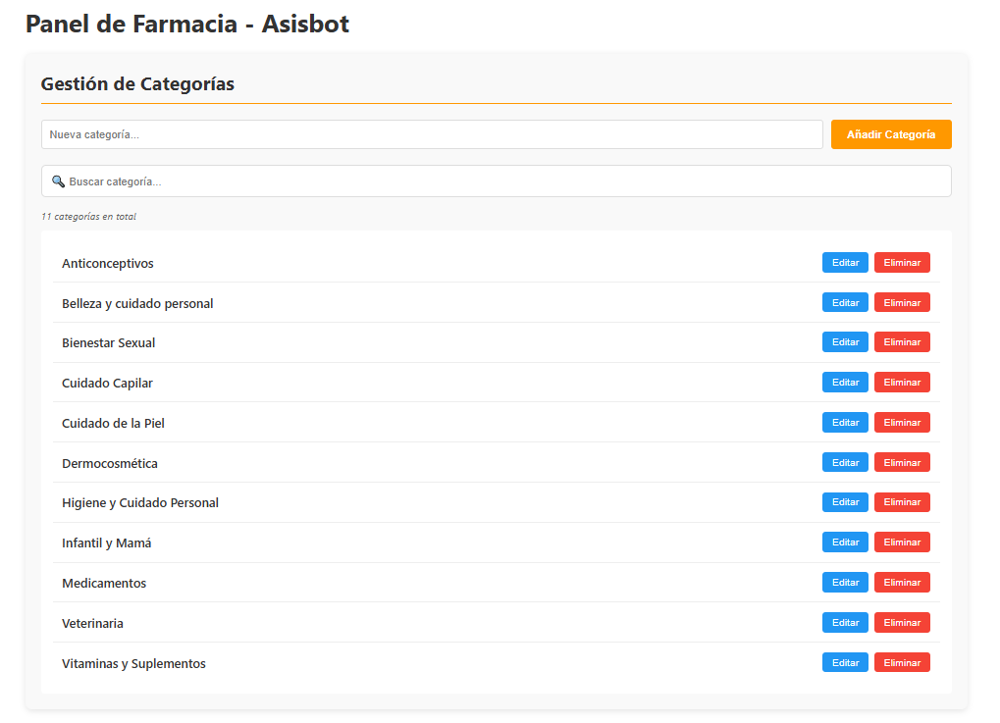 Panel de Farmacia - Asisbot
Gestión de Categorías
Nueva categoría... Añadir Categoría
🔍 Buscar categoría...
11 categorías en total
Anticonceptivos Editar Eliminar
Belleza y cuidado personal Editar Eliminar
Bienestar Sexual Editar Eliminar
Cuidado Capilar Editar Eliminar
Cuidado de la Piel Editar Eliminar
Dermocosmética Editar Eliminar
Higiene y Cuidado Personal Editar Eliminar
Infantil y Mamá Editar Eliminar
Medicamentos Editar Eliminar
Veterinaria Editar Eliminar
Vitaminas y Suplementos Editar Eliminar